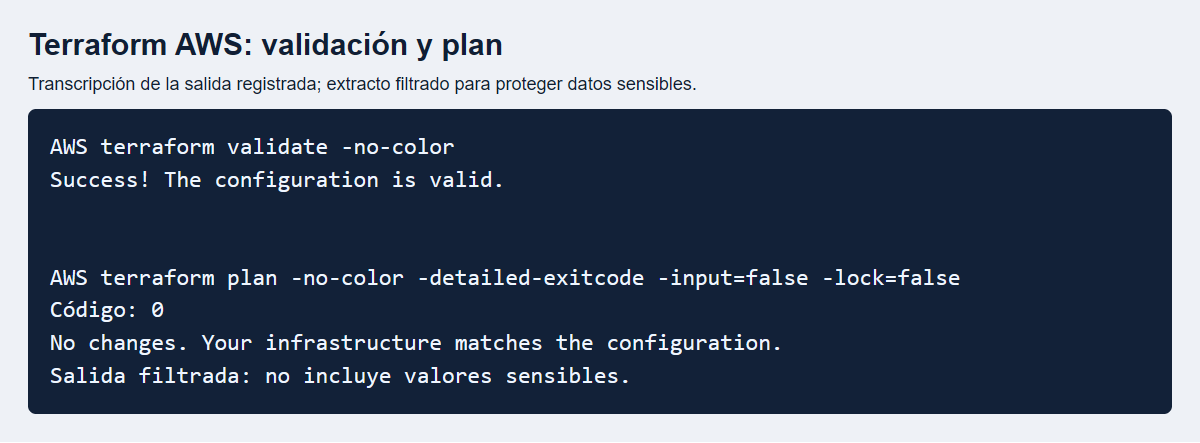 Terraform AWS: validación y plan
Transcripción de la salida registrada; extracto filtrado para proteger datos sensibles.
AWS terraform validate -no-color
Success! The configuration is valid.
AWS terraform plan -no-color -detailed-exitcode -input=false -lock=false
Código: 0
No changes. Your infrastructure matches the configuration.
Salida filtrada: no incluye valores sensibles.